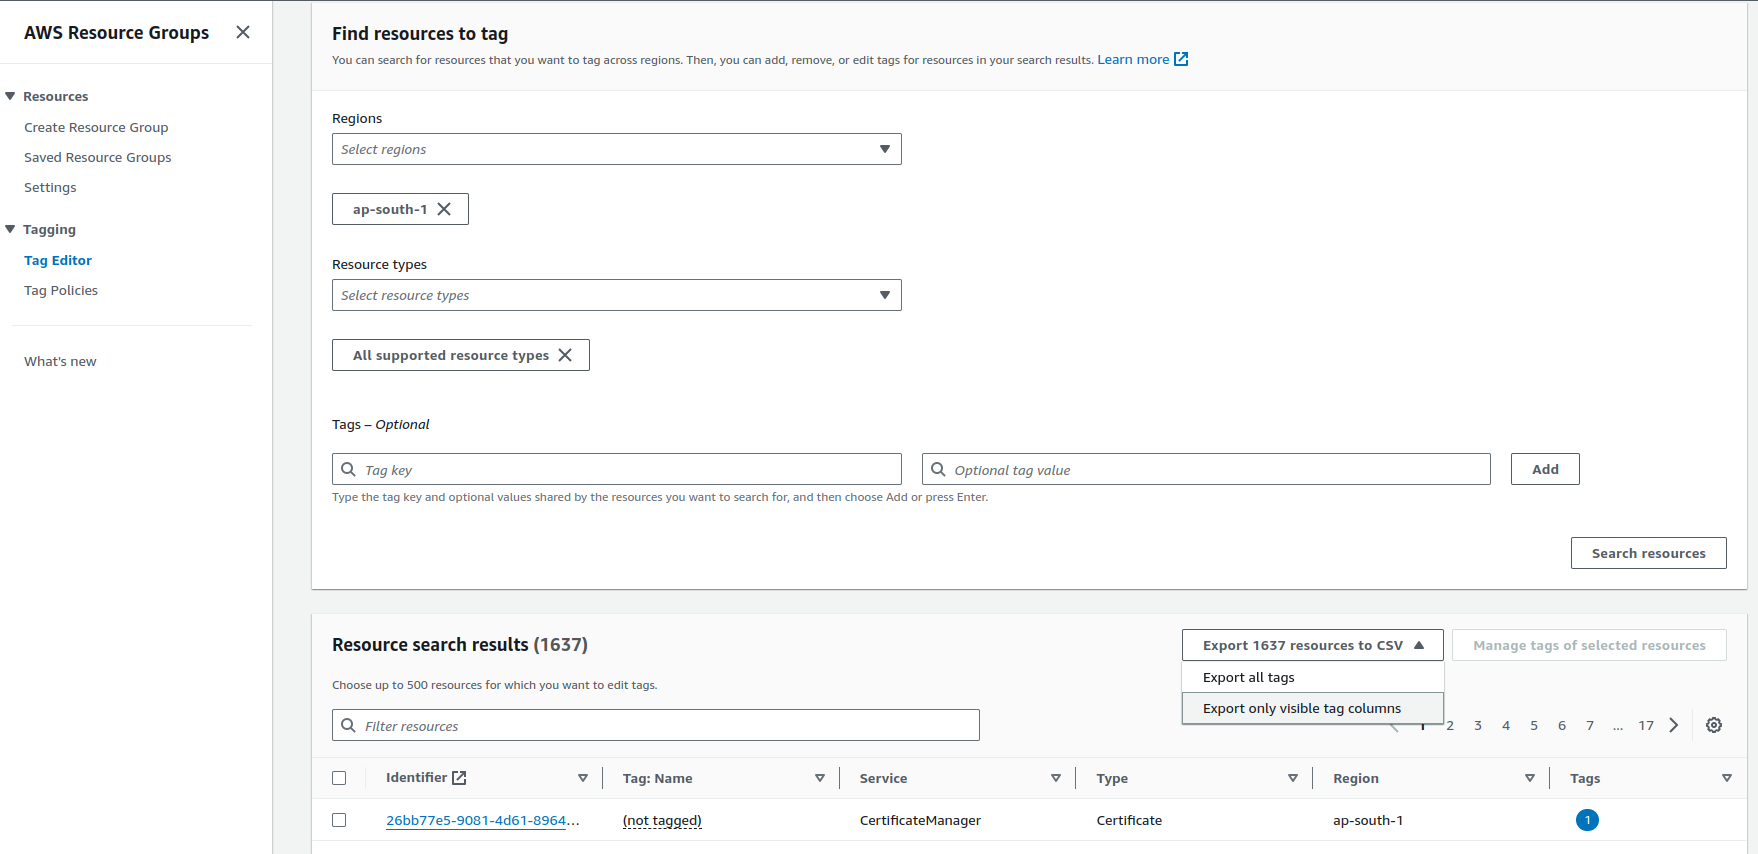 AWS Resource Groups
Resources
Create Resource Group
Saved Resource Groups
Settings
Tagging
Tag Editor
Tag Policies
What's new
Find resources to tag
You can search for resources that you want to tag across regions. Then, you can add, remove, or edit tags for resources in your search results. Learn more
Regions
Select regions
ap-south-1
Resource types
Select resource types
All supported resource types
Tags – Optional
Tag key
Optional tag value
Add
Type the tag key and optional values shared by the resources you want to search for, and then choose Add or press Enter.
Search resources
Resource search results (1637)
Export 1637 resources to CSV
Manage tags of selected resources
Export all tags
Export only visible tag columns
Choose up to 500 resources for which you want to edit tags.
Filter resources
1 2 3 4 5 6 7 ... 17
Identifier Tag: Name Service Type Region Tags
26bb77e5-9081-4d61-8964... (not tagged) CertificateManager Certificate ap-south-1 1